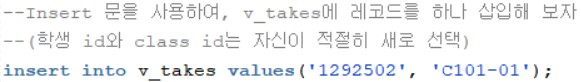 --Insert 문을 사용하여, v_takes에 레코드를 하나 삽입해 보자
--(학생 id와 class id는 자신이 적절히 새로 선택)
insert into v_takes values('1292502', 'C101-01');